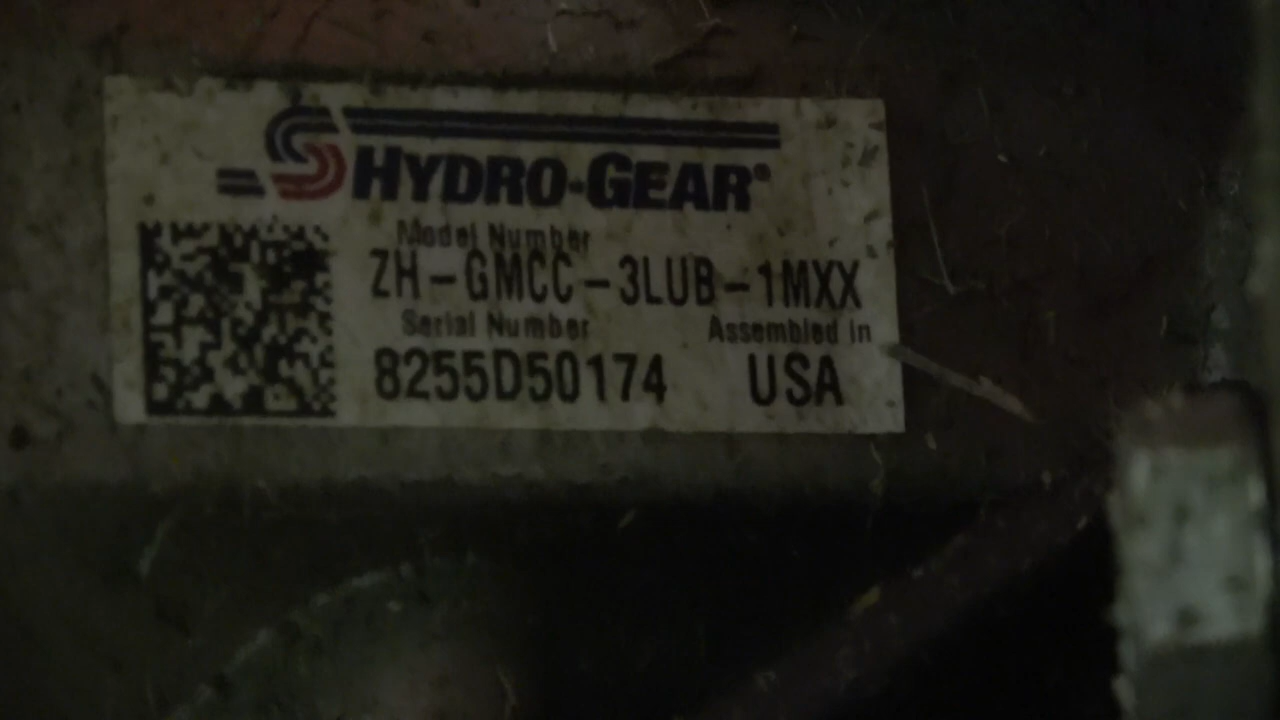 HYDRO-GEAR®
Model Number
ZH-GMCC-3LUB-1MXX
Serial Number Assembled in
8255D50174 USA